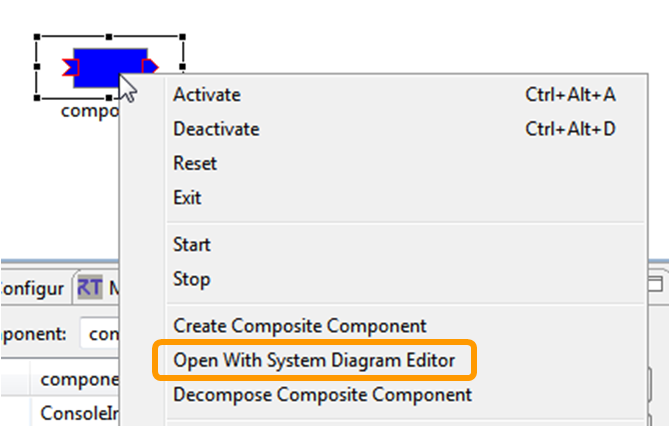 compo
Activate Ctrl+Alt+A
Deactivate Ctrl+Alt+D
Reset
Exit
Start
Stop
onfigur RT M
ponent: con
Create Composite Component
Open With System Diagram Editor
compone
Decompose Composite Component
ConsoleIn